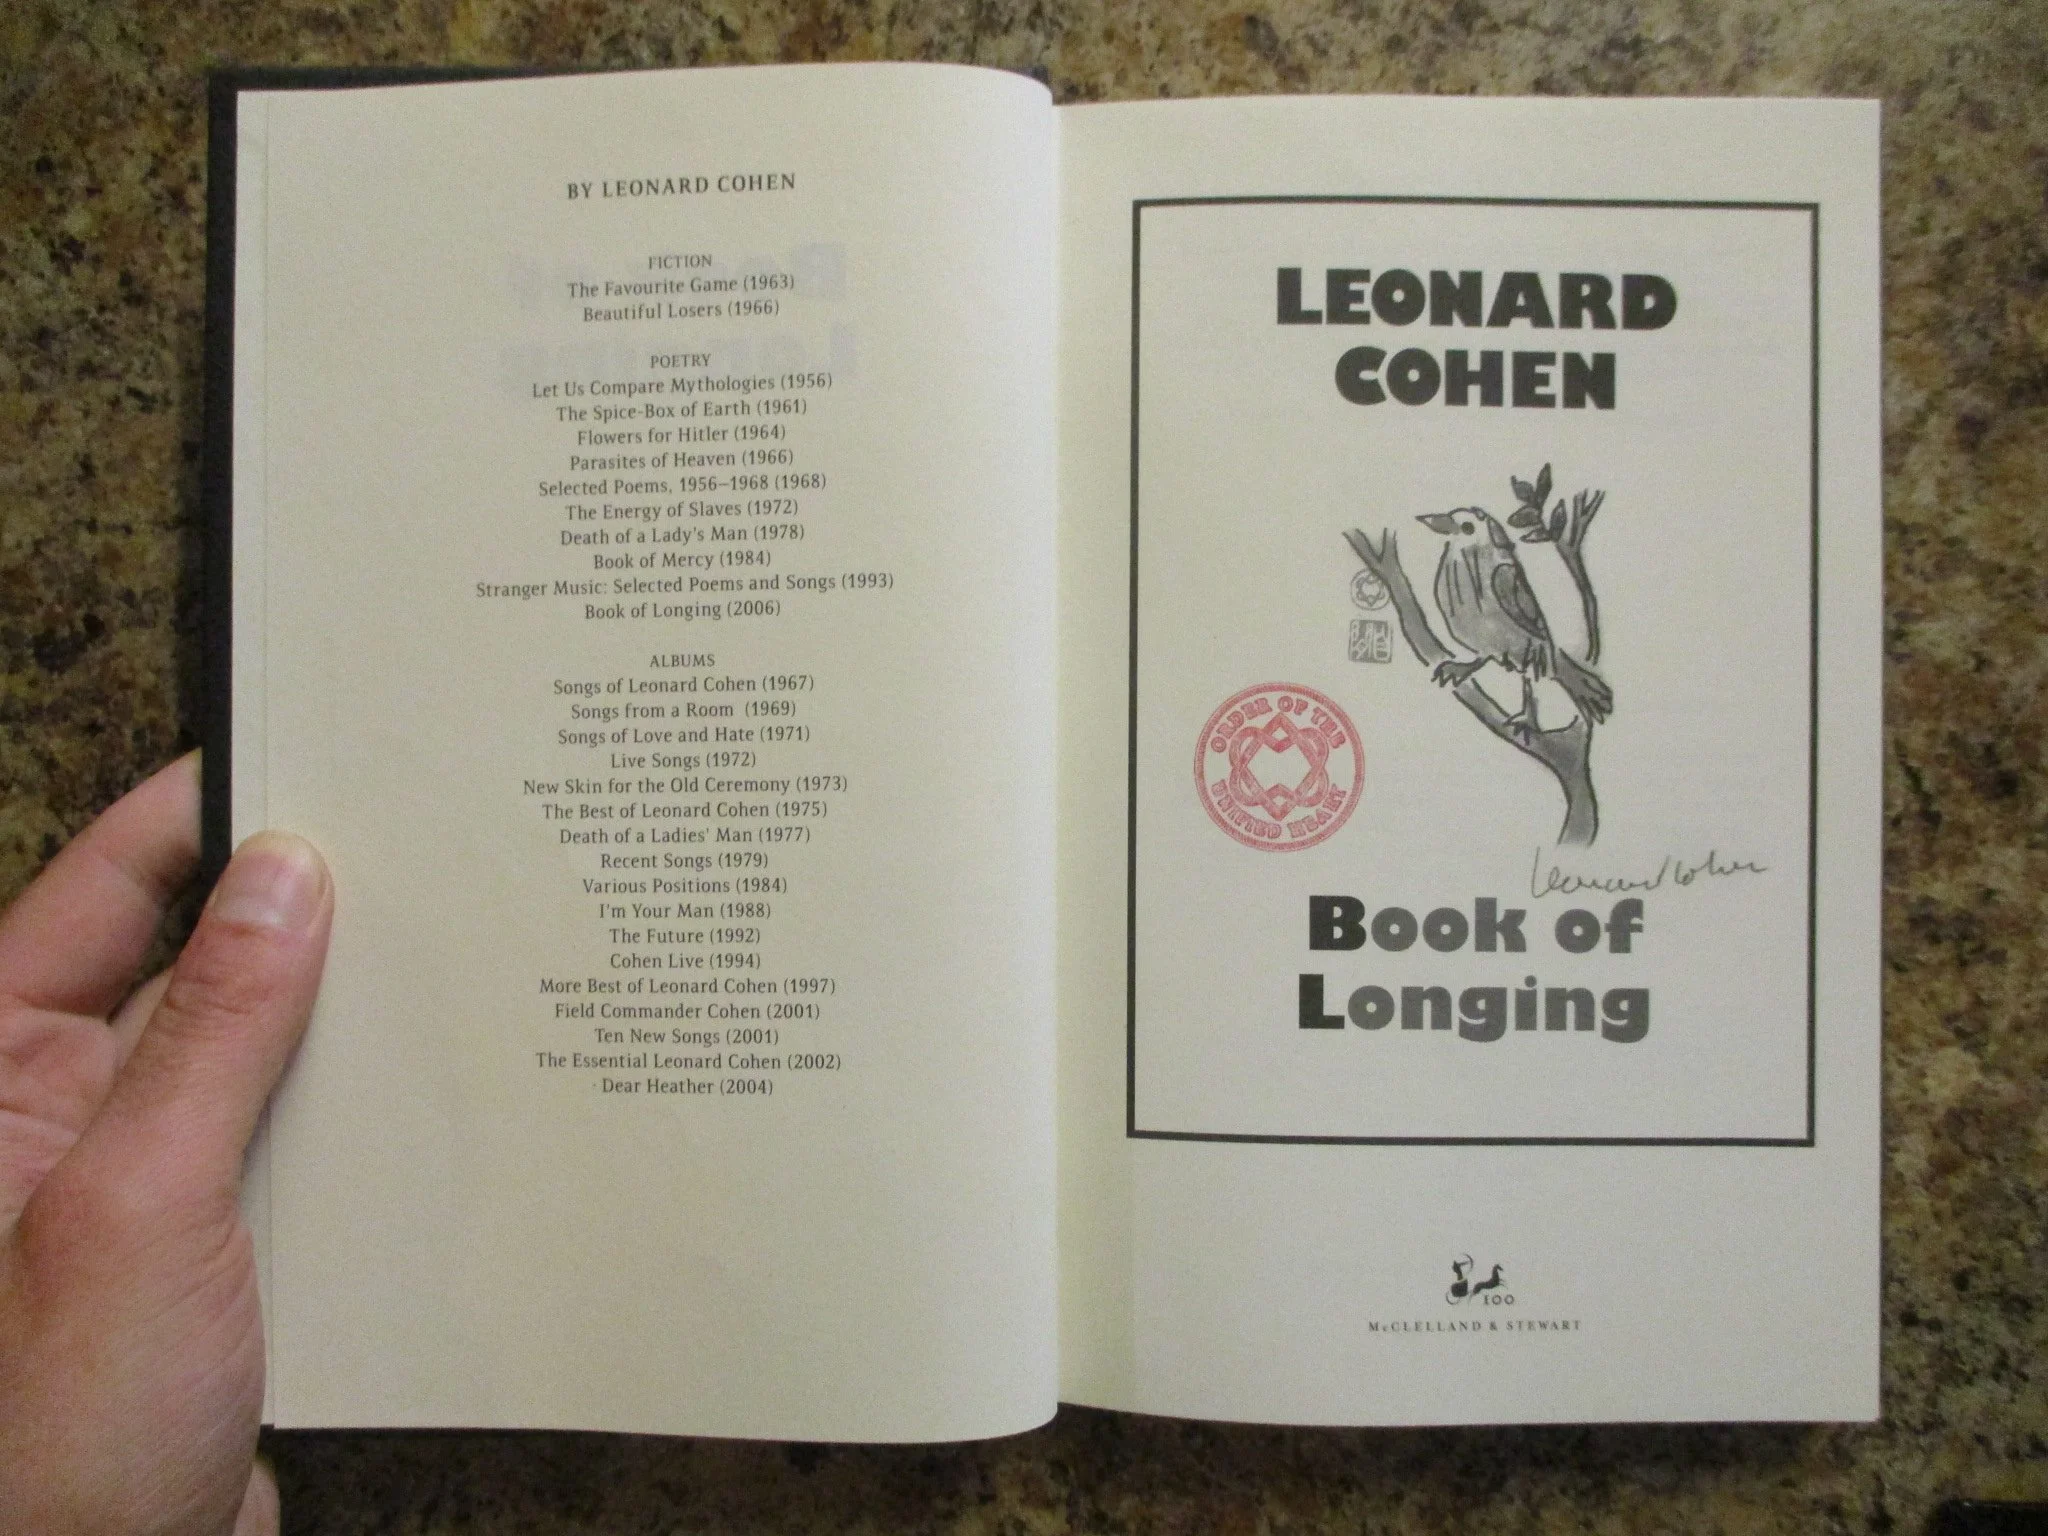 BY LEONARD COHEN
FICTION
The Favourite Game (1963)
Beautiful Losers (1966)
POETRY
Let Us Compare Mythologies (1956)
The Spice-Box of Earth (1961)
Flowers for Hitler (1964)
Parasites of Heaven (1966)
Selected Poems, 1956–1968 (1968)
The Energy of Slaves (1972)
Death of a Lady's Man (1978)
Book of Mercy (1984)
Stranger Music: Selected Poems and Songs (1993)
Book of Longing (2006)
ALBUMS
Songs of Leonard Cohen (1967)
Songs from a Room (1969)
Songs of Love and Hate (1971)
Live Songs (1972)
New Skin for the Old Ceremony (1973)
The Best of Leonard Cohen (1975)
Death of a Ladies' Man (1977)
Recent Songs (1979)
Various Positions (1984)
I'm Your Man (1988)
The Future (1992)
Cohen Live (1994)
More Best of Leonard Cohen (1997)
Field Commander Cohen (2001)
Ten New Songs (2001)
The Essential Leonard Cohen (2002)
Dear Heather (2004)
LEONARD
COHEN
ORDER OF THE
UNIFIED HEART
Leonard Cohen
Book of
Longing
100
McCLELLAND & STEWART